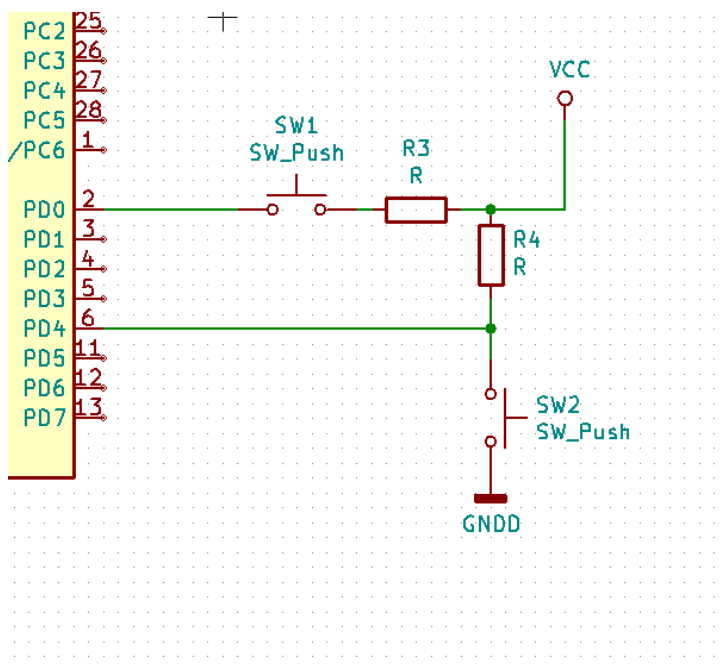 PC2 25
PC3 26
PC4 27
PC5 28
/PC6 1
PD0 2
PD1 3
PD2 4
PD3 5
PD4 6
PD5 11
PD6 12
PD7 13
SW1
SW_Push
R3
R
VCC
R4
R
SW2
SW_Push
GNDD